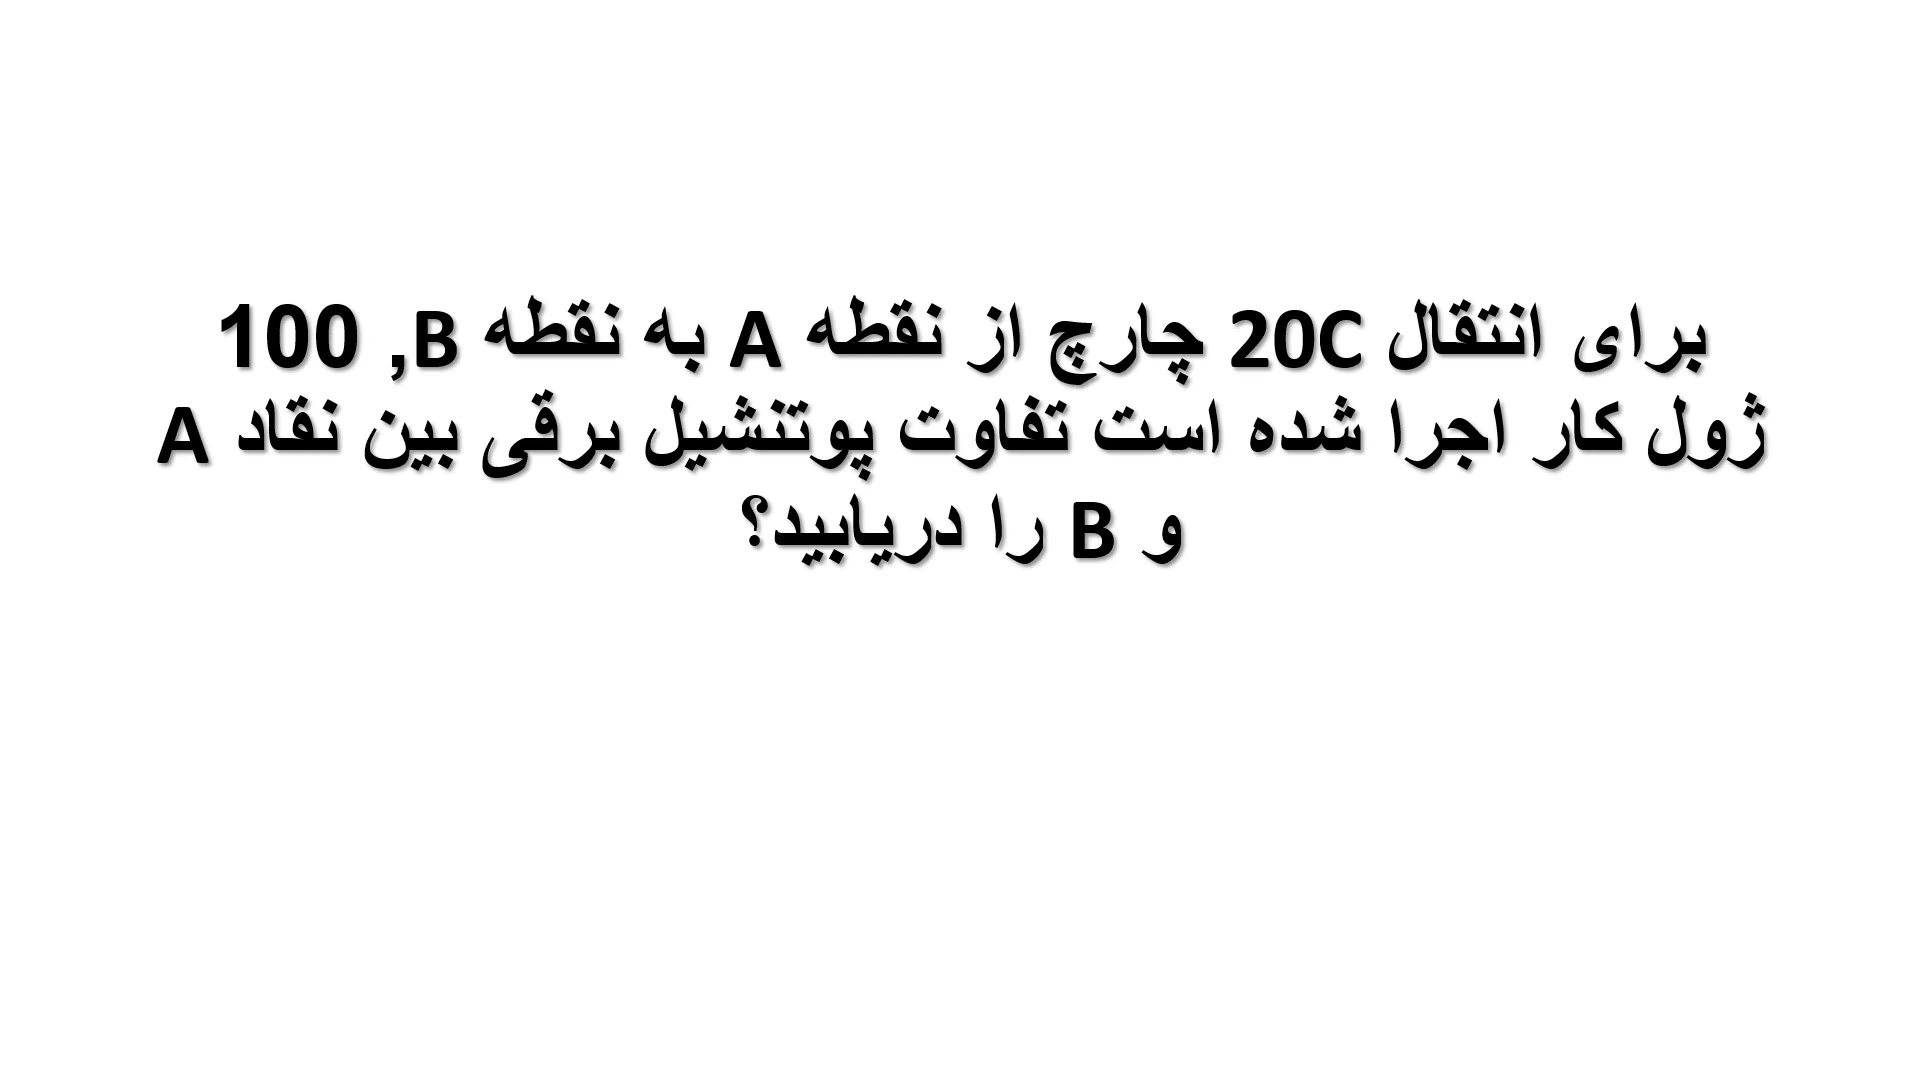 برای انتقال 20C چارچ از نقطه A به نقطه B, 100
ژول کار اجرا شده است تفاوت پوتنشیل برقی بین نقاد A
و B را دریابید؟